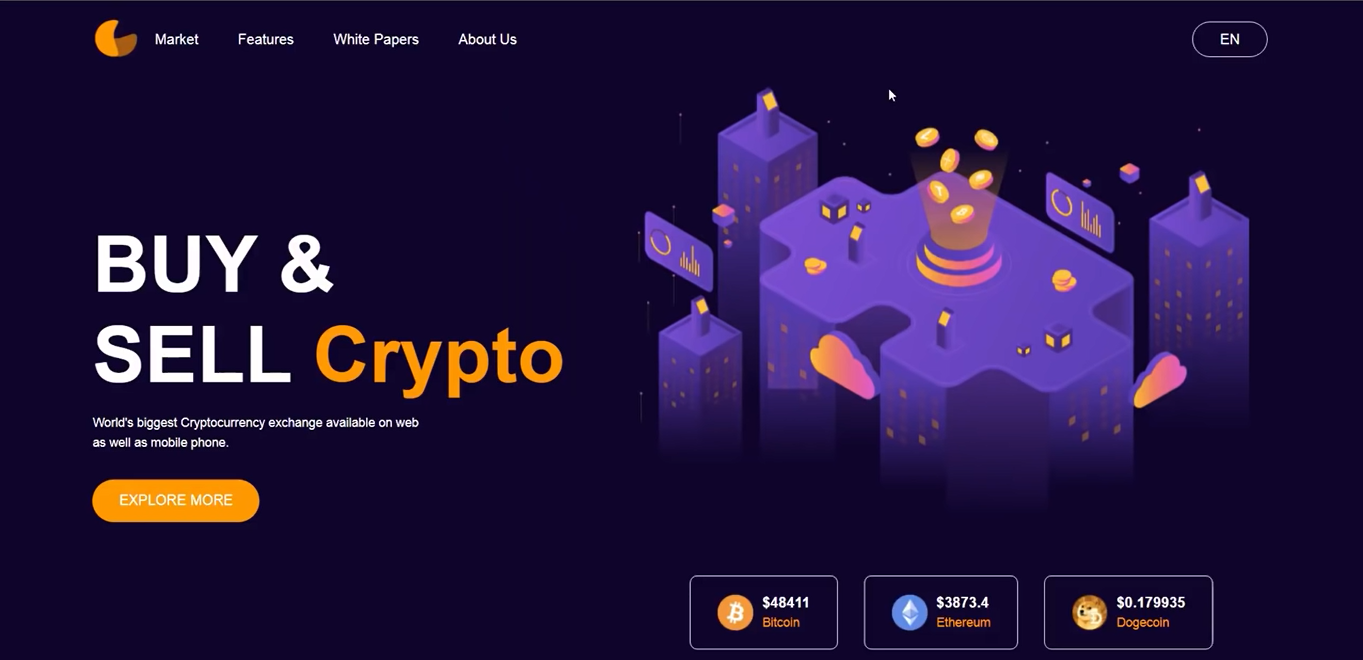 Market Features White Papers About Us EN
BUY &
SELL Crypto
World's biggest Cryptocurrency exchange available on web
as well as mobile phone.
EXPLORE MORE
$48411
Bitcoin
$3873.4
Ethereum
$0.179935
Dogecoin